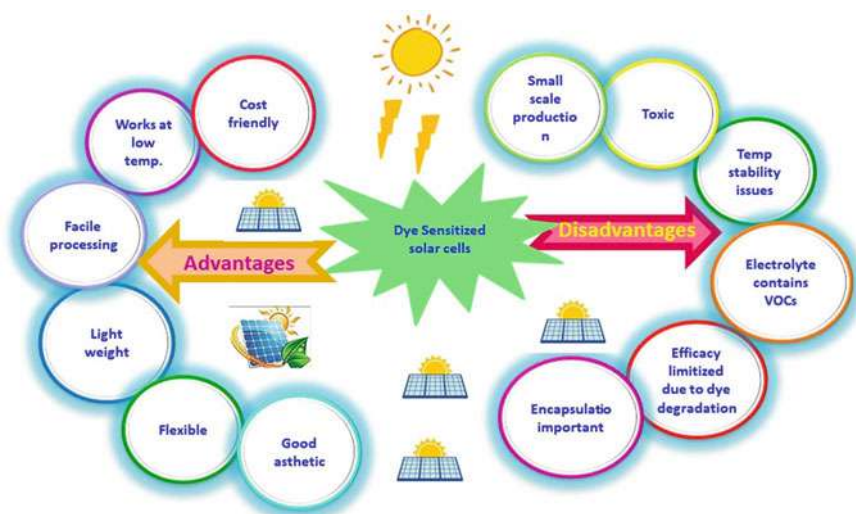 Cost
friendly
Works at
low
temp.
Facile
processing
Light
weight
Flexible
Good
asthetic
Advantages
Dye Sensitized
solar cells
Disadvantages
Small
scale
productio
n
Toxic
Temp
stability
issues
Electrolyte
contains
VOCs
Efficacy
limitized
due to dye
degradation
Encapsulatio
important